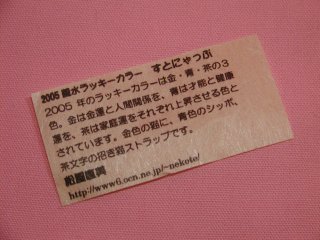 2005 風水ラッキーカラー すとにゃっぷ
2005 年のラッキーカラーは金・青・茶の3
色。金は金運と人間関係を、青は才能と健康
運を、茶は家庭運をそれぞれ上昇させる色と
されています。金色の猫に、青色のシッポ、
茶文字の招き猫ストラップです。
http://www6.ocn.ne.jp/~nekote/